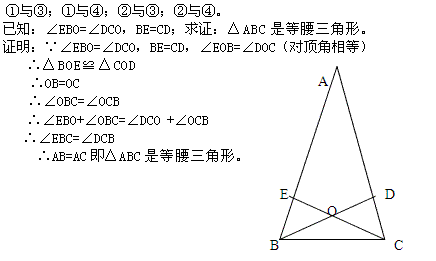 ①与③；①与④；②与③；②与④。
已知：∠EBO=∠DCO，BE=CD；求证：△ABC是等腰三角形。
证明：∵∠EBO=∠DCO，BE=CD，∠EOB=∠DOC（对顶角相等）
∴△BOE≌△COD
∴OB=OC
∴∠OBC=∠OCB
∴∠EBO+∠OBC=∠DCO +∠OCB
∴∠EBC=∠DCB
∴AB=AC即△ABC是等腰三角形。
A
E
D
O
B
C